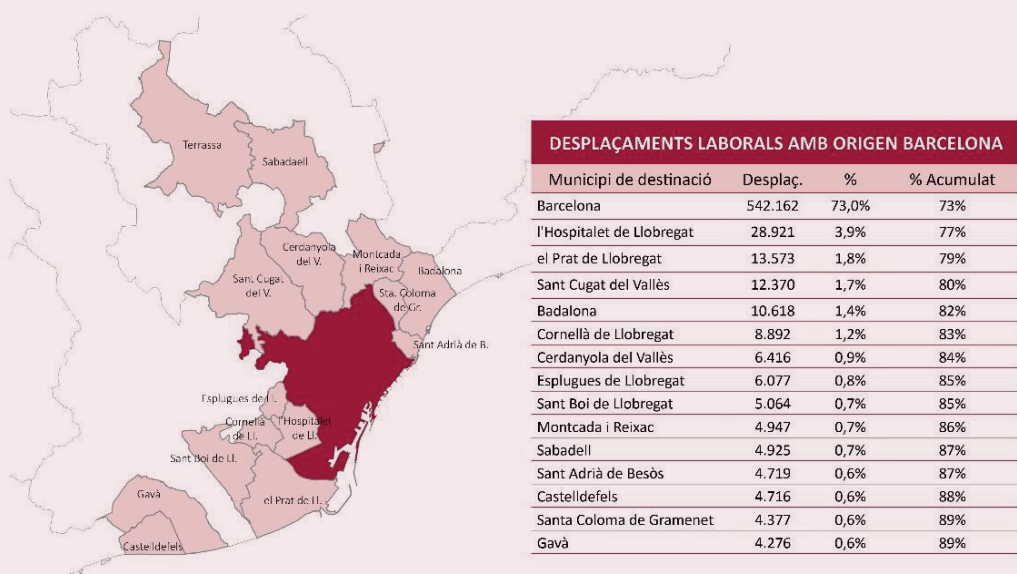 Terrassa
Sabadaell
Cerdanyola
del V.
Montcada
i Reixac
Badalona
Sant Cugat
del V.
Sta. Coloma
de Gr.
Sant Adrià de B.
Esplugues de Ll.
Cornellà
de Ll.
l'Hospitalet
de Ll.
Sant Boi de Ll.
el Prat de Ll.
Gavà
Castelldefels
DESPLAÇAMENTS LABORALS AMB ORIGEN BARCELONA
Municipi de destinació Desplaç. % % Acumulat
Barcelona 542.162 73,0% 73%
l'Hospitalet de Llobregat 28.921 3,9% 77%
el Prat de Llobregat 13.573 1,8% 79%
Sant Cugat del Vallès 12.370 1,7% 80%
Badalona 10.618 1,4% 82%
Cornellà de Llobregat 8.892 1,2% 83%
Cerdanyola del Vallès 6.416 0,9% 84%
Esplugues de Llobregat 6.077 0,8% 85%
Sant Boi de Llobregat 5.064 0,7% 85%
Montcada i Reixac 4.947 0,7% 86%
Sabadell 4.925 0,7% 87%
Sant Adrià de Besòs 4.719 0,6% 87%
Castelldefels 4.716 0,6% 88%
Santa Coloma de Gramenet 4.377 0,6% 89%
Gavà 4.276 0,6% 89%